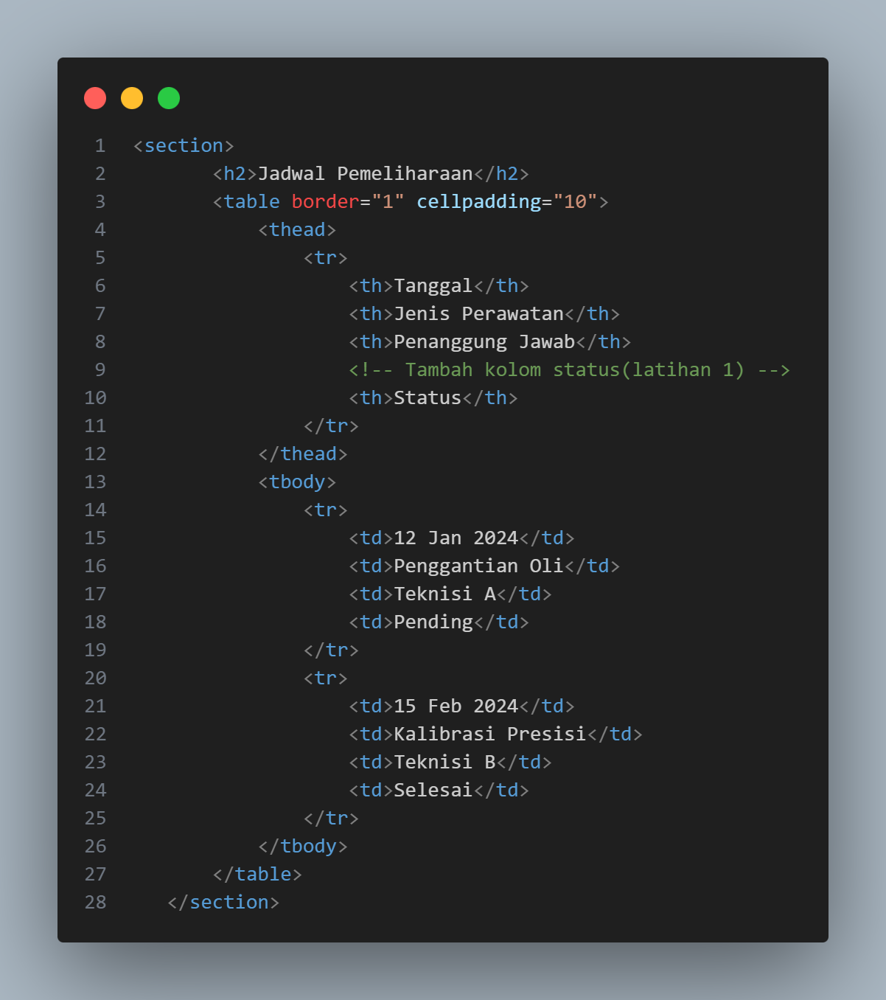 1 <section>
2 <h2>Jadwal Pemeliharaan</h2>
3 <table border="1" cellpadding="10">
4 <thead>
5 <tr>
6 <th>Tanggal</th>
7 <th>Jenis Perawatan</th>
8 <th>Penanggung Jawab</th>
9 <!-- Tambah kolom status(latihan 1) -->
10 <th>Status</th>
11 </tr>
12 </thead>
13 <tbody>
14 <tr>
15 <td>12 Jan 2024</td>
16 <td>Penggantian Oli</td>
17 <td>Teknisi A</td>
18 <td>Pending</td>
19 </tr>
20 <tr>
21 <td>15 Feb 2024</td>
22 <td>Kalibrasi Presisi</td>
23 <td>Teknisi B</td>
24 <td>Selesai</td>
25 </tr>
26 </tbody>
27 </table>
28 </section>